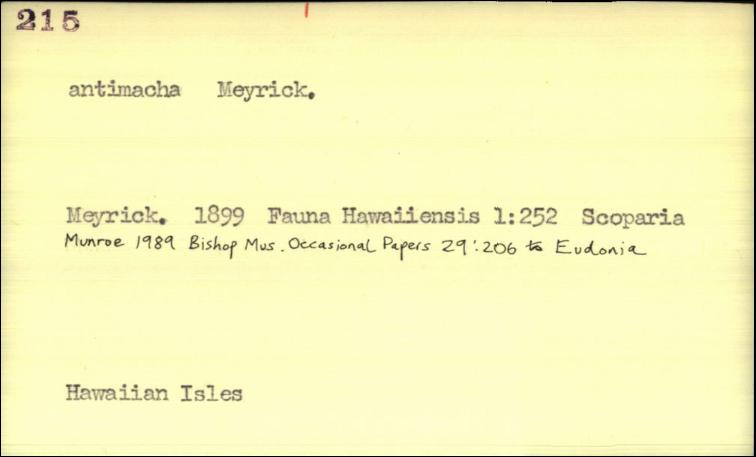 215
antimacha Meyrick.
Meyrick. 1899 Fauna Hawaiiensis 1:252 Scoparia
Munroe 1989 Bishop Mus. Occasional Papers 29:206 to Eudonia
Hawaiian Isles